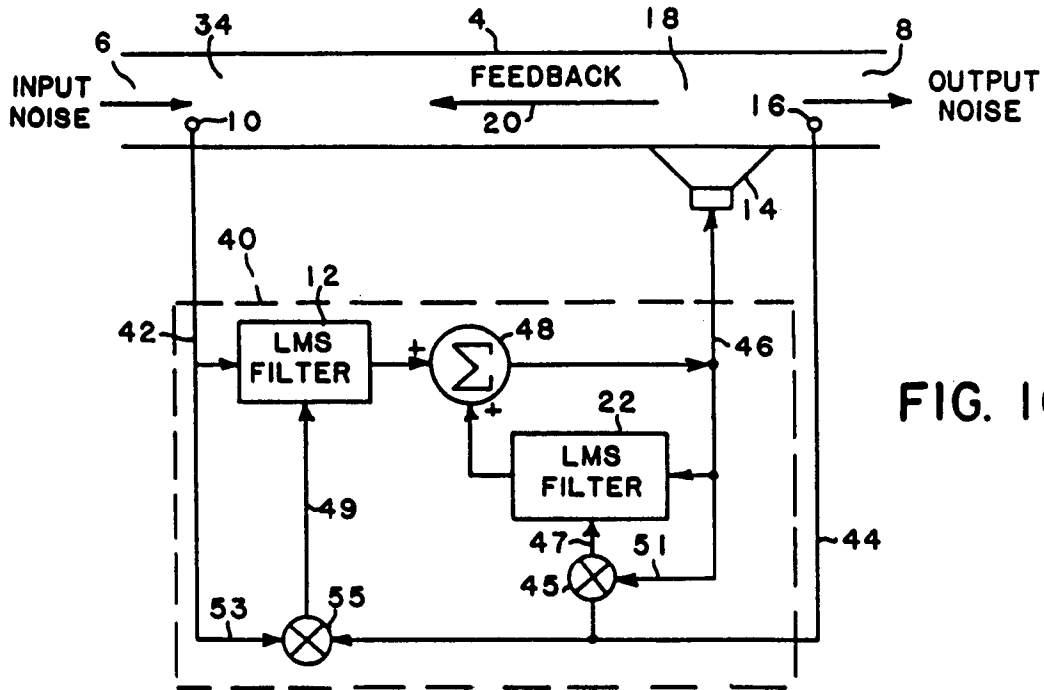 6
34
4
18
8
INPUT
NOISE
FEEDBACK
20
OUTPUT
NOISE
10
16
14
40
12
42
LMS
FILTER
+
Σ
48
+
46
22
LMS
FILTER
49
47
51
45
44
53
55